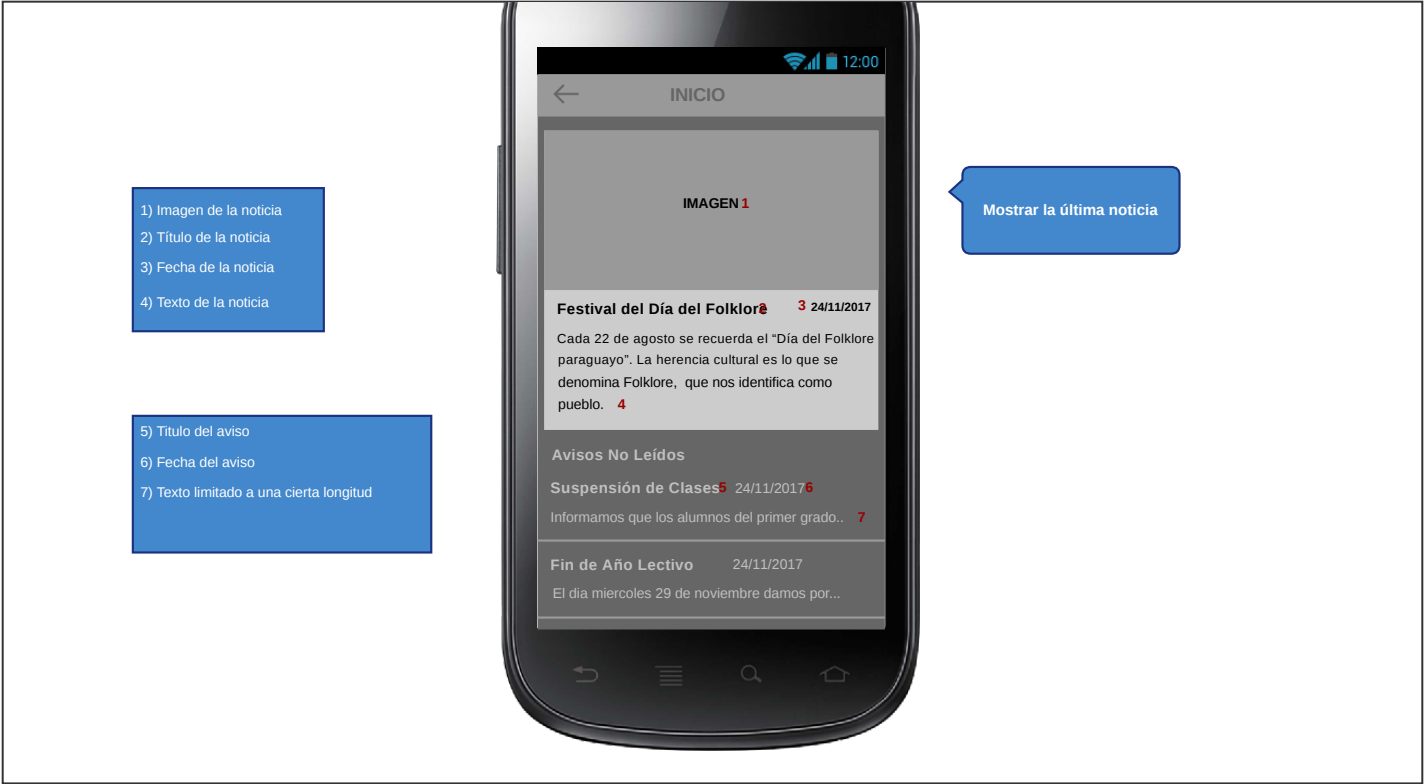 12:00
INICIO
IMAGEN 1
Festival del Día del Folklore 2 3 24/11/2017
Cada 22 de agosto se recuerda el “Día del Folklore
paraguayo”. La herencia cultural es lo que se
denomina Folklore, que nos identifica como
pueblo. 4
Avisos No Leídos
Suspensión de Clases 5 24/11/2017 6
Informamos que los alumnos del primer grado.. 7
Fin de Año Lectivo 24/11/2017
El dia miercoles 29 de noviembre damos por...
1) Imagen de la noticia
2) Título de la noticia
3) Fecha de la noticia
4) Texto de la noticia
5) Titulo del aviso
6) Fecha del aviso
7) Texto limitado a una cierta longitud
Mostrar la última noticia